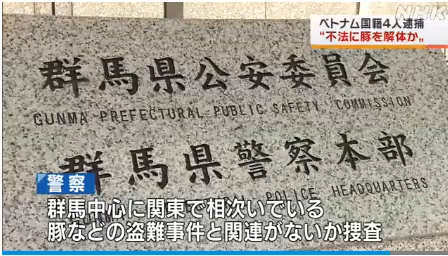 NHK
ベトナム国籍4人逮捕
“不法に豚を解体か„
群馬県公安委員会
GUNMA PREFECTURAL PUBLIC SAFETY COMMISSION
群馬県警察本部
POLICE HEADQUARTERS
警察
群馬中心に関東で相次いでいる
豚などの盗難事件と関連がないか捜査